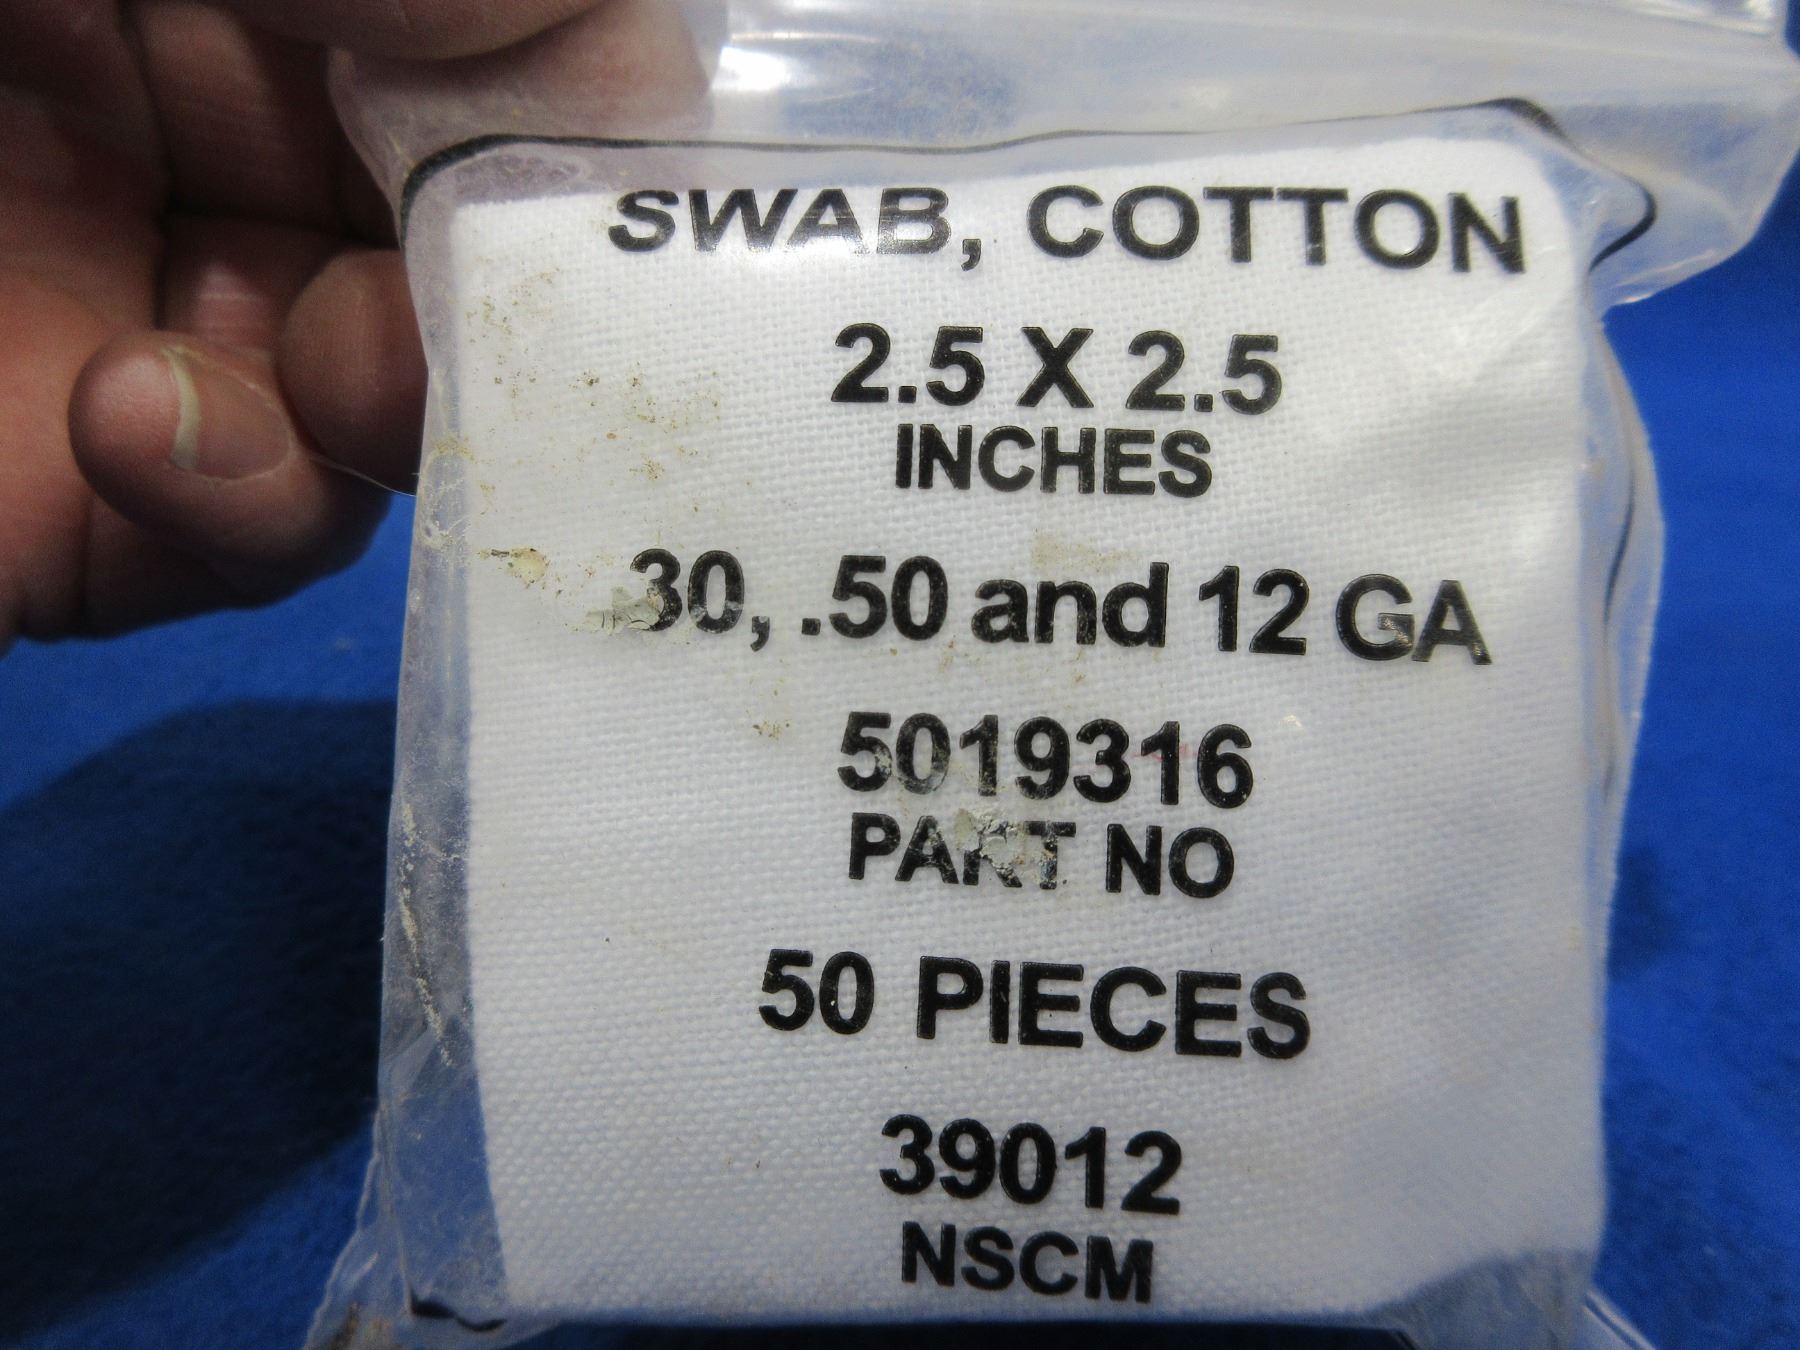 SWAB, COTTON
2.5 X 2.5
INCHES
30, .50 and 12 GA
5019316
PART NO
50 PIECES
39012
NSCM